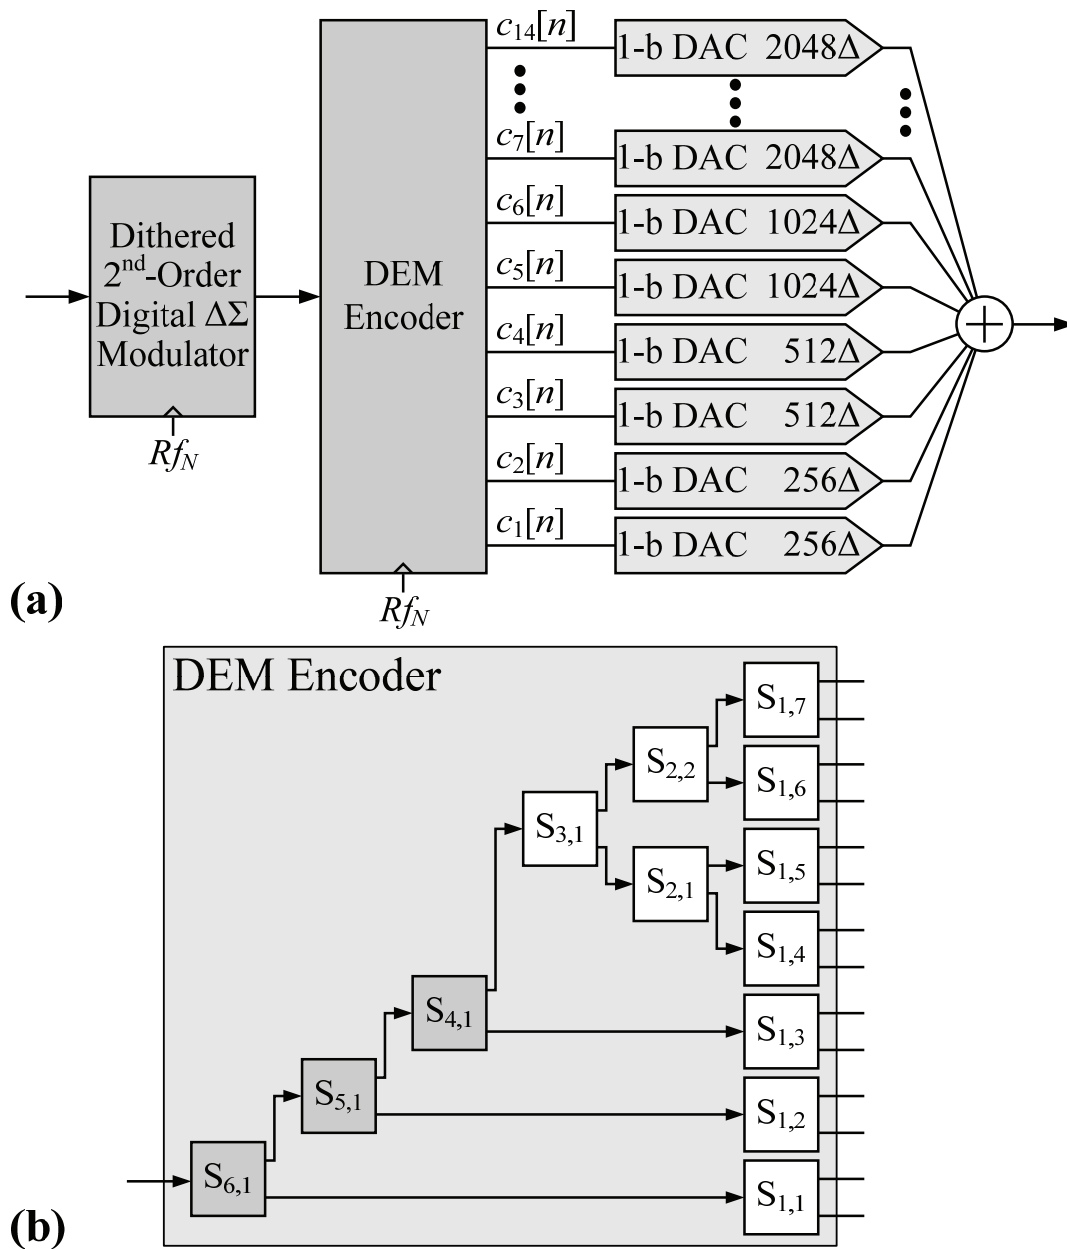 Dithered
2nd-Order
Digital ΔΣ
Modulator
Rf_N
DEM
Encoder
Rf_N
c14[n]
1-b DAC 2048Δ
c7[n]
1-b DAC 2048Δ
c6[n]
1-b DAC 1024Δ
c5[n]
1-b DAC 1024Δ
c4[n]
1-b DAC 512Δ
c3[n]
1-b DAC 512Δ
c2[n]
1-b DAC 256Δ
c1[n]
1-b DAC 256Δ
+
(a)
DEM Encoder
S1,7
S2,2
S1,6
S3,1
S1,5
S2,1
S1,4
S4,1
S1,3
S5,1
S1,2
S6,1
S1,1
(b)